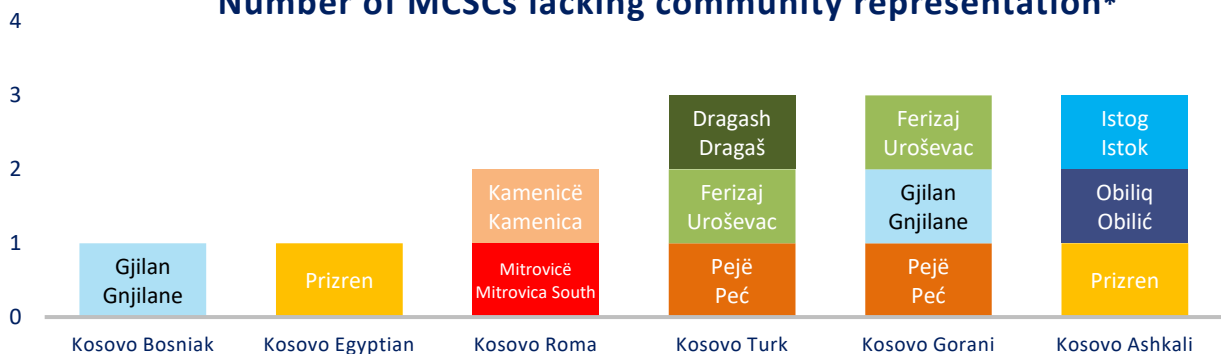 Number of MCSCs lacking community representation*
4
3
2
1
0
Gjilan
Gnjilane
Prizren
Kamenicë
Kamenica
Mitrovicë
Mitrovica South
Dragash
Dragaš
Ferizaj
Uroševac
Pejë
Peć
Ferizaj
Uroševac
Gjilan
Gnjilane
Pejë
Peć
Istog
Istok
Obiliq
Obilić
Prizren
Kosovo Bosniak
Kosovo Egyptian
Kosovo Roma
Kosovo Turk
Kosovo Gorani
Kosovo Ashkali